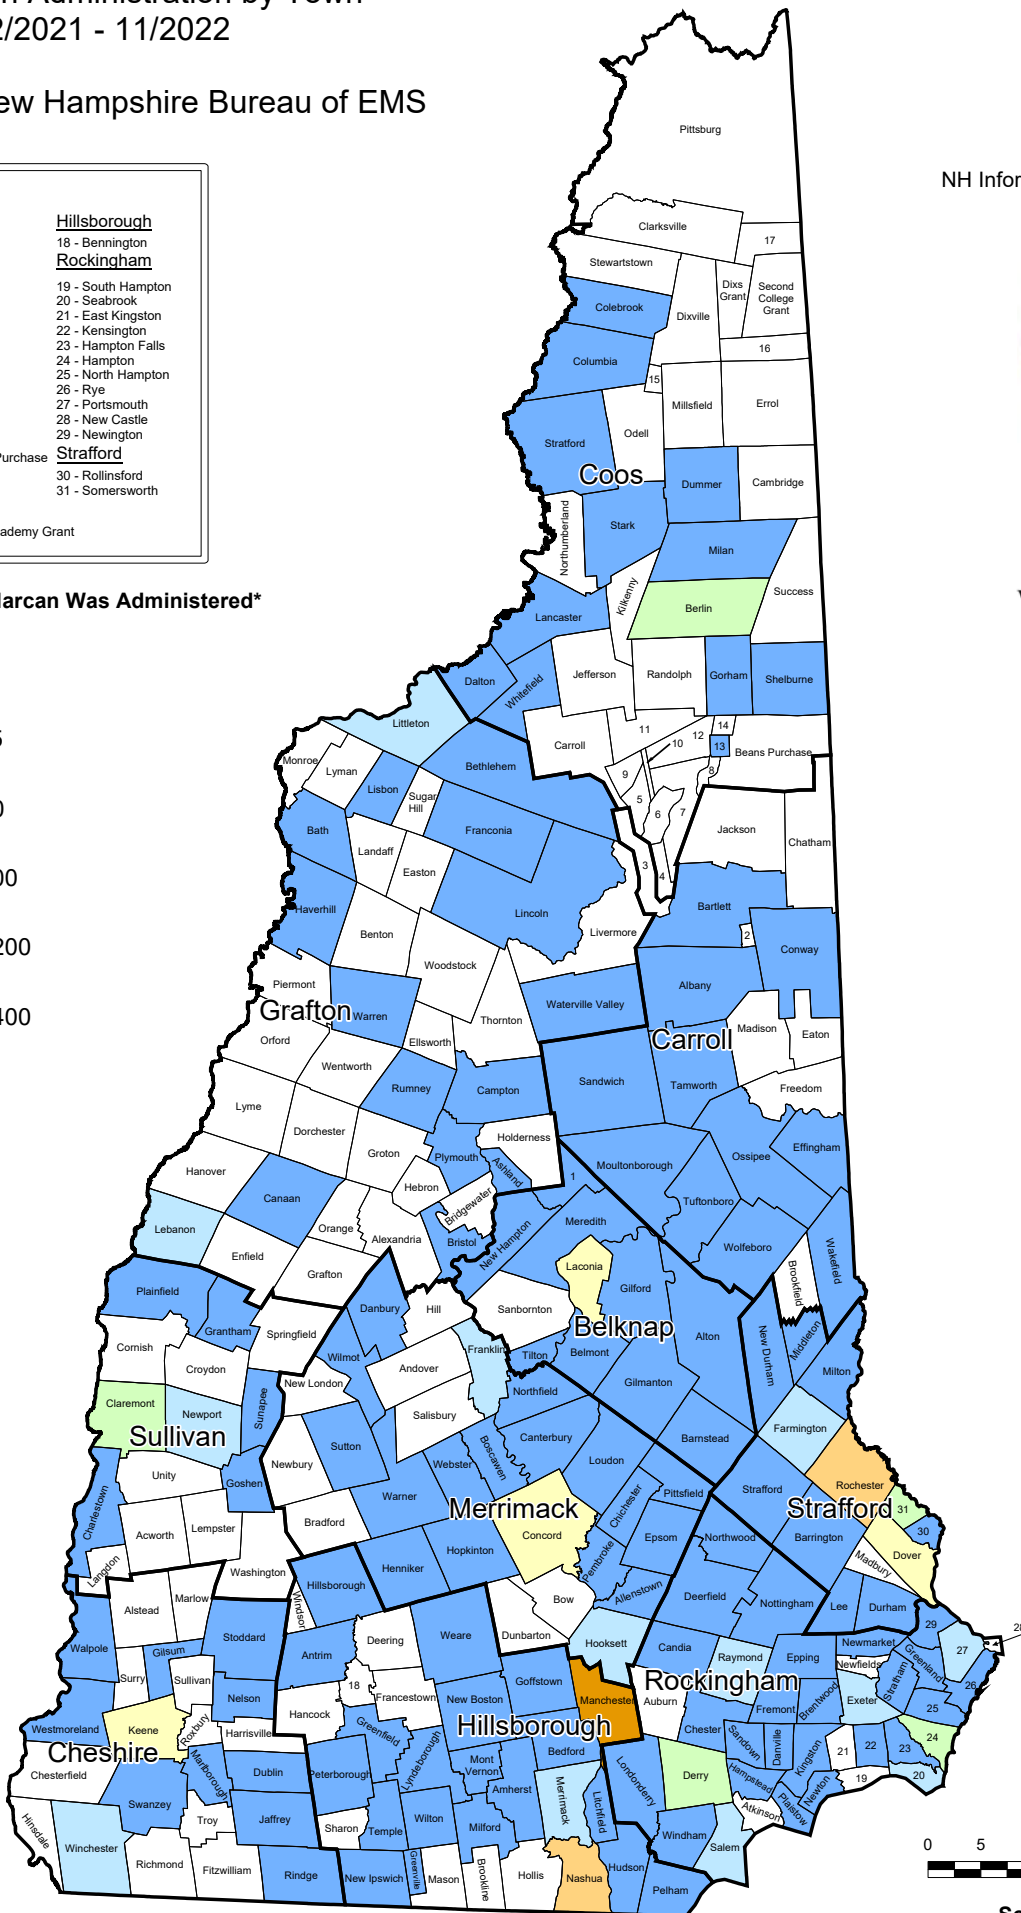 n Administration by Town
2/2021 - 11/2022
ew Hampshire Bureau of EMS
NH Infor
Hillsborough
18 - Bennington
Rockingham
19 - South Hampton
20 - Seabrook
21 - East Kingston
22 - Kensington
23 - Hampton Falls
24 - Hampton
25 - North Hampton
26 - Rye
27 - Portsmouth
28 - New Castle
29 - Newington
Purchase
Strafford
30 - Rollinsford
31 - Somersworth
ademy Grant
Narcan Was Administered*
5
0
00
200
400
Pittsburg
Clarksville
17
Stewartstown
Dixs
Grant
Second
College
Grant
Colebrook
Dixville
16
Columbia
15
Millsfield
Errol
Odell
Stratford
Coos
Dummer
Cambridge
Northumberland
Stark
Milan
Kilkenny
Success
Berlin
Lancaster
Jefferson
Randolph
Gorham
Shelburne
Dalton
Whitefield
Littleton
11
14
12
10
13
Beans Purchase
Carroll
Monroe
Lyman
Bethlehem
9
8
Lisbon
Sugar
Hill
5
6
7
Bath
Franconia
Jackson
Chatham
Landaff
Easton
3
4
Haverhill
Lincoln
Bartlett
Benton
Livermore
2
Conway
Woodstock
Piermont
Albany
Waterville Valley
Grafton
Warren
Thornton
Madison
Eaton
Orford
Ellsworth
Carroll
Wentworth
Rumney
Campton
Sandwich
Tamworth
Freedom
Lyme
Dorchester
Holderness
Groton
Plymouth
Ashland
Moultonborough
Ossipee
Effingham
Hanover
1
Canaan
Hebron
Bridgewater
Tuftonboro
Lebanon
Orange
Alexandria
Bristol
New Hampton
Meredith
Wolfeboro
Wakefield
Enfield
Grafton
Laconia
Gilford
Brookfield
Plainfield
Danbury
Hill
Sanbornton
Grantham
Springfield
Belknap
Alton
New Durham
Middleton
Cornish
Wilmot
Franklin
Tilton
Belmont
Croydon
Andover
Milton
New London
Northfield
Gilmanton
Claremont
Newport
Sunapee
Salisbury
Farmington
Sullivan
Sutton
Canterbury
Barnstead
Boscawen
Newbury
Webster
Loudon
Unity
Goshen
Rochester
Charlestown
Warner
Chichester
Pittsfield
Strafford
Strafford
31
Merrimack
Bradford
Concord
Acworth
Lempster
Hopkinton
Epsom
Northwood
Barrington
30
Dover
Madbury
Langdon
Washington
Henniker
Pembroke
Hillsborough
Windsor
Allenstown
Deerfield
Nottingham
Lee
Durham
Alstead
Marlow
Bow
Dunbarton
29
28
Stoddard
Deering
Weare
Hooksett
Candia
Raymond
Epping
Newmarket
Newfields
Greenland
27
Walpole
Gilsum
Antrim
Surry
Sullivan
Goffstown
Rockingham
Stratham
26
18
Nelson
Francestown
New Boston
Manchester
Auburn
Fremont
Brentwood
Exeter
25
Hancock
Westmoreland
Keene
Roxbury
Harrisville
Greenfield
Hillsborough
Chester
Sandown
Danville
Kingston
24
Cheshire
Lyndeborough
Bedford
21
22
23
Chesterfield
Marlborough
Dublin
Peterborough
Mont
Vernon
Londonderry
Derry
Hampstead
19
20
Swanzey
Amherst
Merrimack
Litchfield
Plaistow
Newton
Hinsdale
Troy
Jaffrey
Sharon
Temple
Wilton
Milford
Atkinson
Winchester
Windham
Salem
Richmond
Fitzwilliam
Rindge
New Ipswich
Greenville
Mason
Brookline
Hollis
Nashua
Hudson
Pelham
0 5